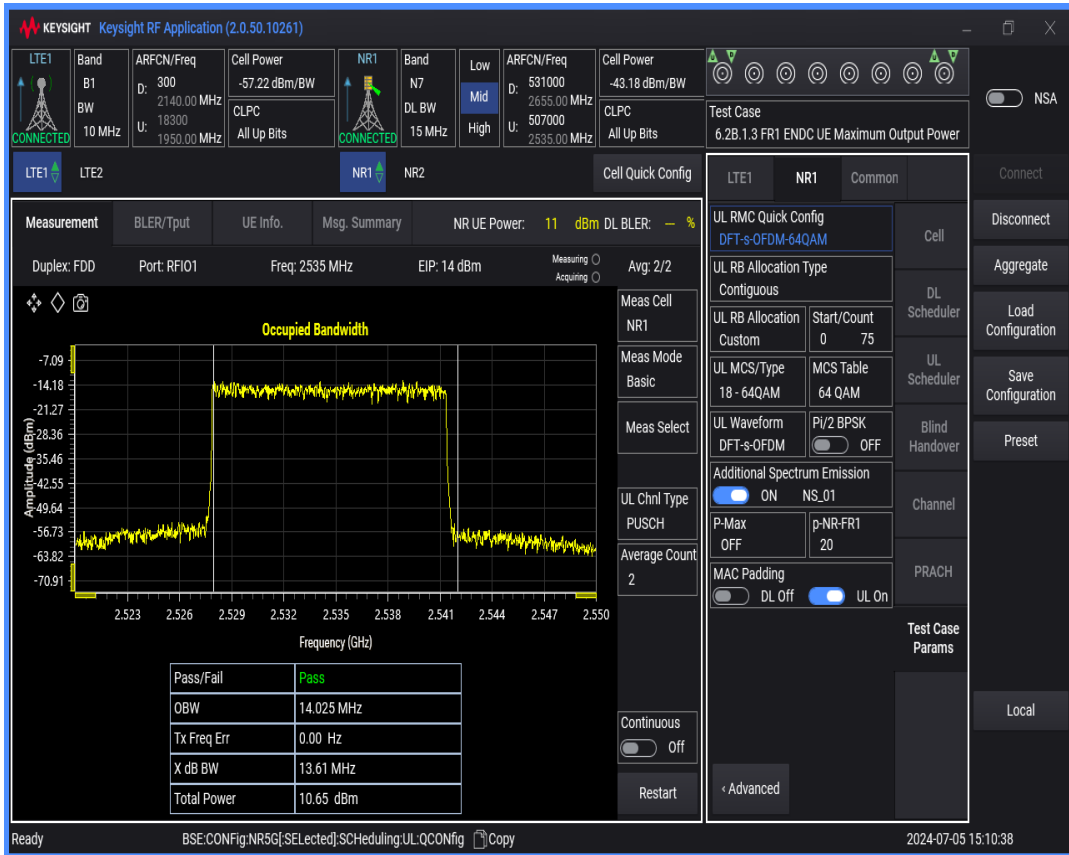 KEYSIGHT Keysight RF Application (2.0.50.10261)
LTE1
CONNECTED
Band
B1
BW
10 MHz
ARFCN/Freq
D: 300
2140.00 MHz
U: 18300
1950.00 MHz
Cell Power
-57.22 dBm/BW
CLPC
All Up Bits
NR1
CONNECTED
Band
N7
DL BW
15 MHz
Low
Mid
High
ARFCN/Freq
D: 531000
2655.00 MHz
U: 507000
2535.00 MHz
Cell Power
-43.18 dBm/BW
CLPC
All Up Bits
Test Case
6.2B.1.3 FR1 ENDC UE Maximum Output Power
NSA
LTE1 LTE2 NR1 NR2 Cell Quick Config
Measurement BLER/Tput UE Info. Msg. Summary NR UE Power: 11 dBm DL BLER: --- %
Duplex: FDD Port: RFIO1 Freq: 2535 MHz EIP: 14 dBm Measuring Avg: 2/2
Acquiring
Occupied Bandwidth
Amplitude (dBm)
-7.09
-14.18
-21.27
-28.36
-35.46
-42.55
-49.64
-56.73
-63.82
-70.91
2.523 2.526 2.529 2.532 2.535 2.538 2.541 2.544 2.547 2.550
Frequency (GHz)
Pass/Fail Pass
OBW 14.025 MHz
Tx Freq Err 0.00 Hz
X dB BW 13.61 MHz
Total Power 10.65 dBm
Meas Cell
NR1
Meas Mode
Basic
Meas Select
UL Chnl Type
PUSCH
Average Count
2
Continuous
Off
Restart
LTE1 NR1 Common
UL RMC Quick Config
DFT-s-OFDM-64QAM
UL RB Allocation Type
Contiguous
UL RB Allocation
Custom
Start/Count
0 75
UL MCS/Type
18 - 64QAM
MCS Table
64 QAM
UL Waveform
DFT-s-OFDM
Pi/2 BPSK
OFF
Additional Spectrum Emission
ON NS_01
P-Max
OFF
p-NR-FR1
20
MAC Padding
DL Off UL On
‹ Advanced
Cell
DL
Scheduler
UL
Scheduler
Blind
Handover
Channel
PRACH
Test Case
Params
Connect
Disconnect
Aggregate
Load
Configuration
Save
Configuration
Preset
Local
Ready BSE:CONFig:NR5G[:SELected]:SCHeduling:UL:QCONfig Copy 2024-07-05 15:10:38